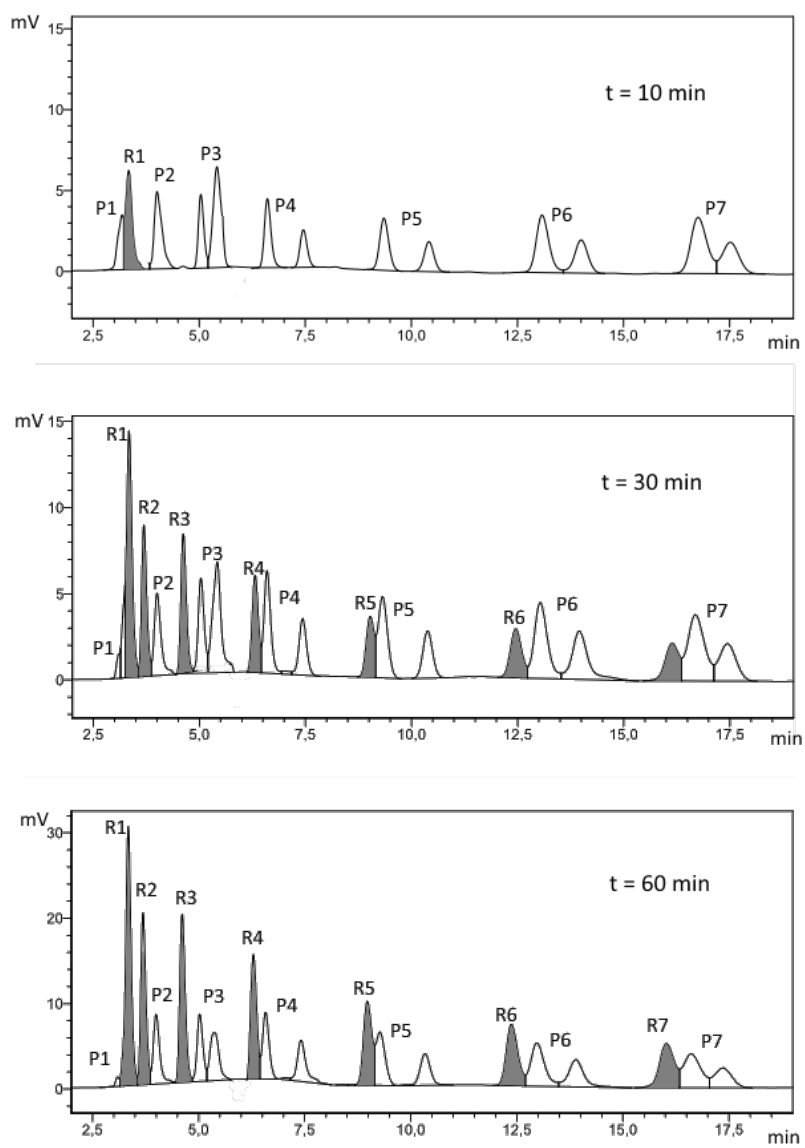 mV
15
t = 10 min
10
R1
P3
P2
P1
P4
P5
P6
P7
5
0
2,5 5,0 7,5 10,0 12,5 15,0 17,5
min
mV 15
R1
t = 30 min
10
R2
R3
P3
P2
R4
P4
R5 P5
R6 P6
P7
5
P1
0
2,5 5,0 7,5 10,0 12,5 15,0 17,5
min
mV
30
R1
t = 60 min
R2 R3
20
R4
P2 P3
P4
R5
R6
R7
10
P5
P6
P7
P1
0
2,5 5,0 7,5 10,0 12,5 15,0 17,5
min